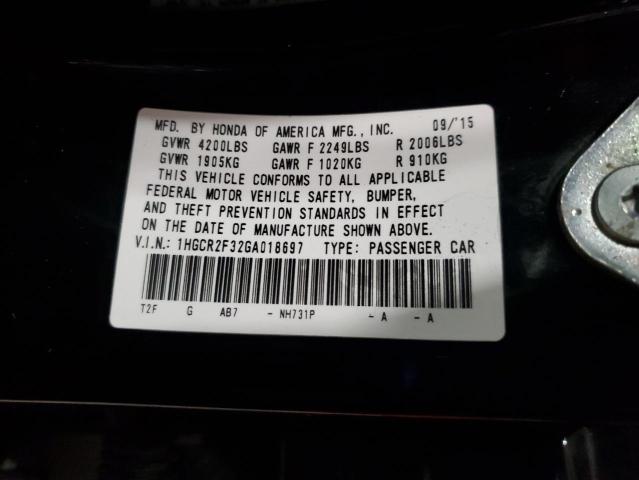 MFD. BY HONDA OF AMERICA MFG., INC. 09/'15
GVWR 4200LBS GAWR F 2249LBS R 2006LBS
GVWR 1905KG GAWR F 1020KG R 910KG
THIS VEHICLE CONFORMS TO ALL APPLICABLE
FEDERAL MOTOR VEHICLE SAFETY, BUMPER,
AND THEFT PREVENTION STANDARDS IN EFFECT
ON THE DATE OF MANUFACTURE SHOWN ABOVE.
V.I.N.: 1HGCR2F32GA018697 TYPE: PASSENGER CAR
T2F G AB7 - NH731P - A - A